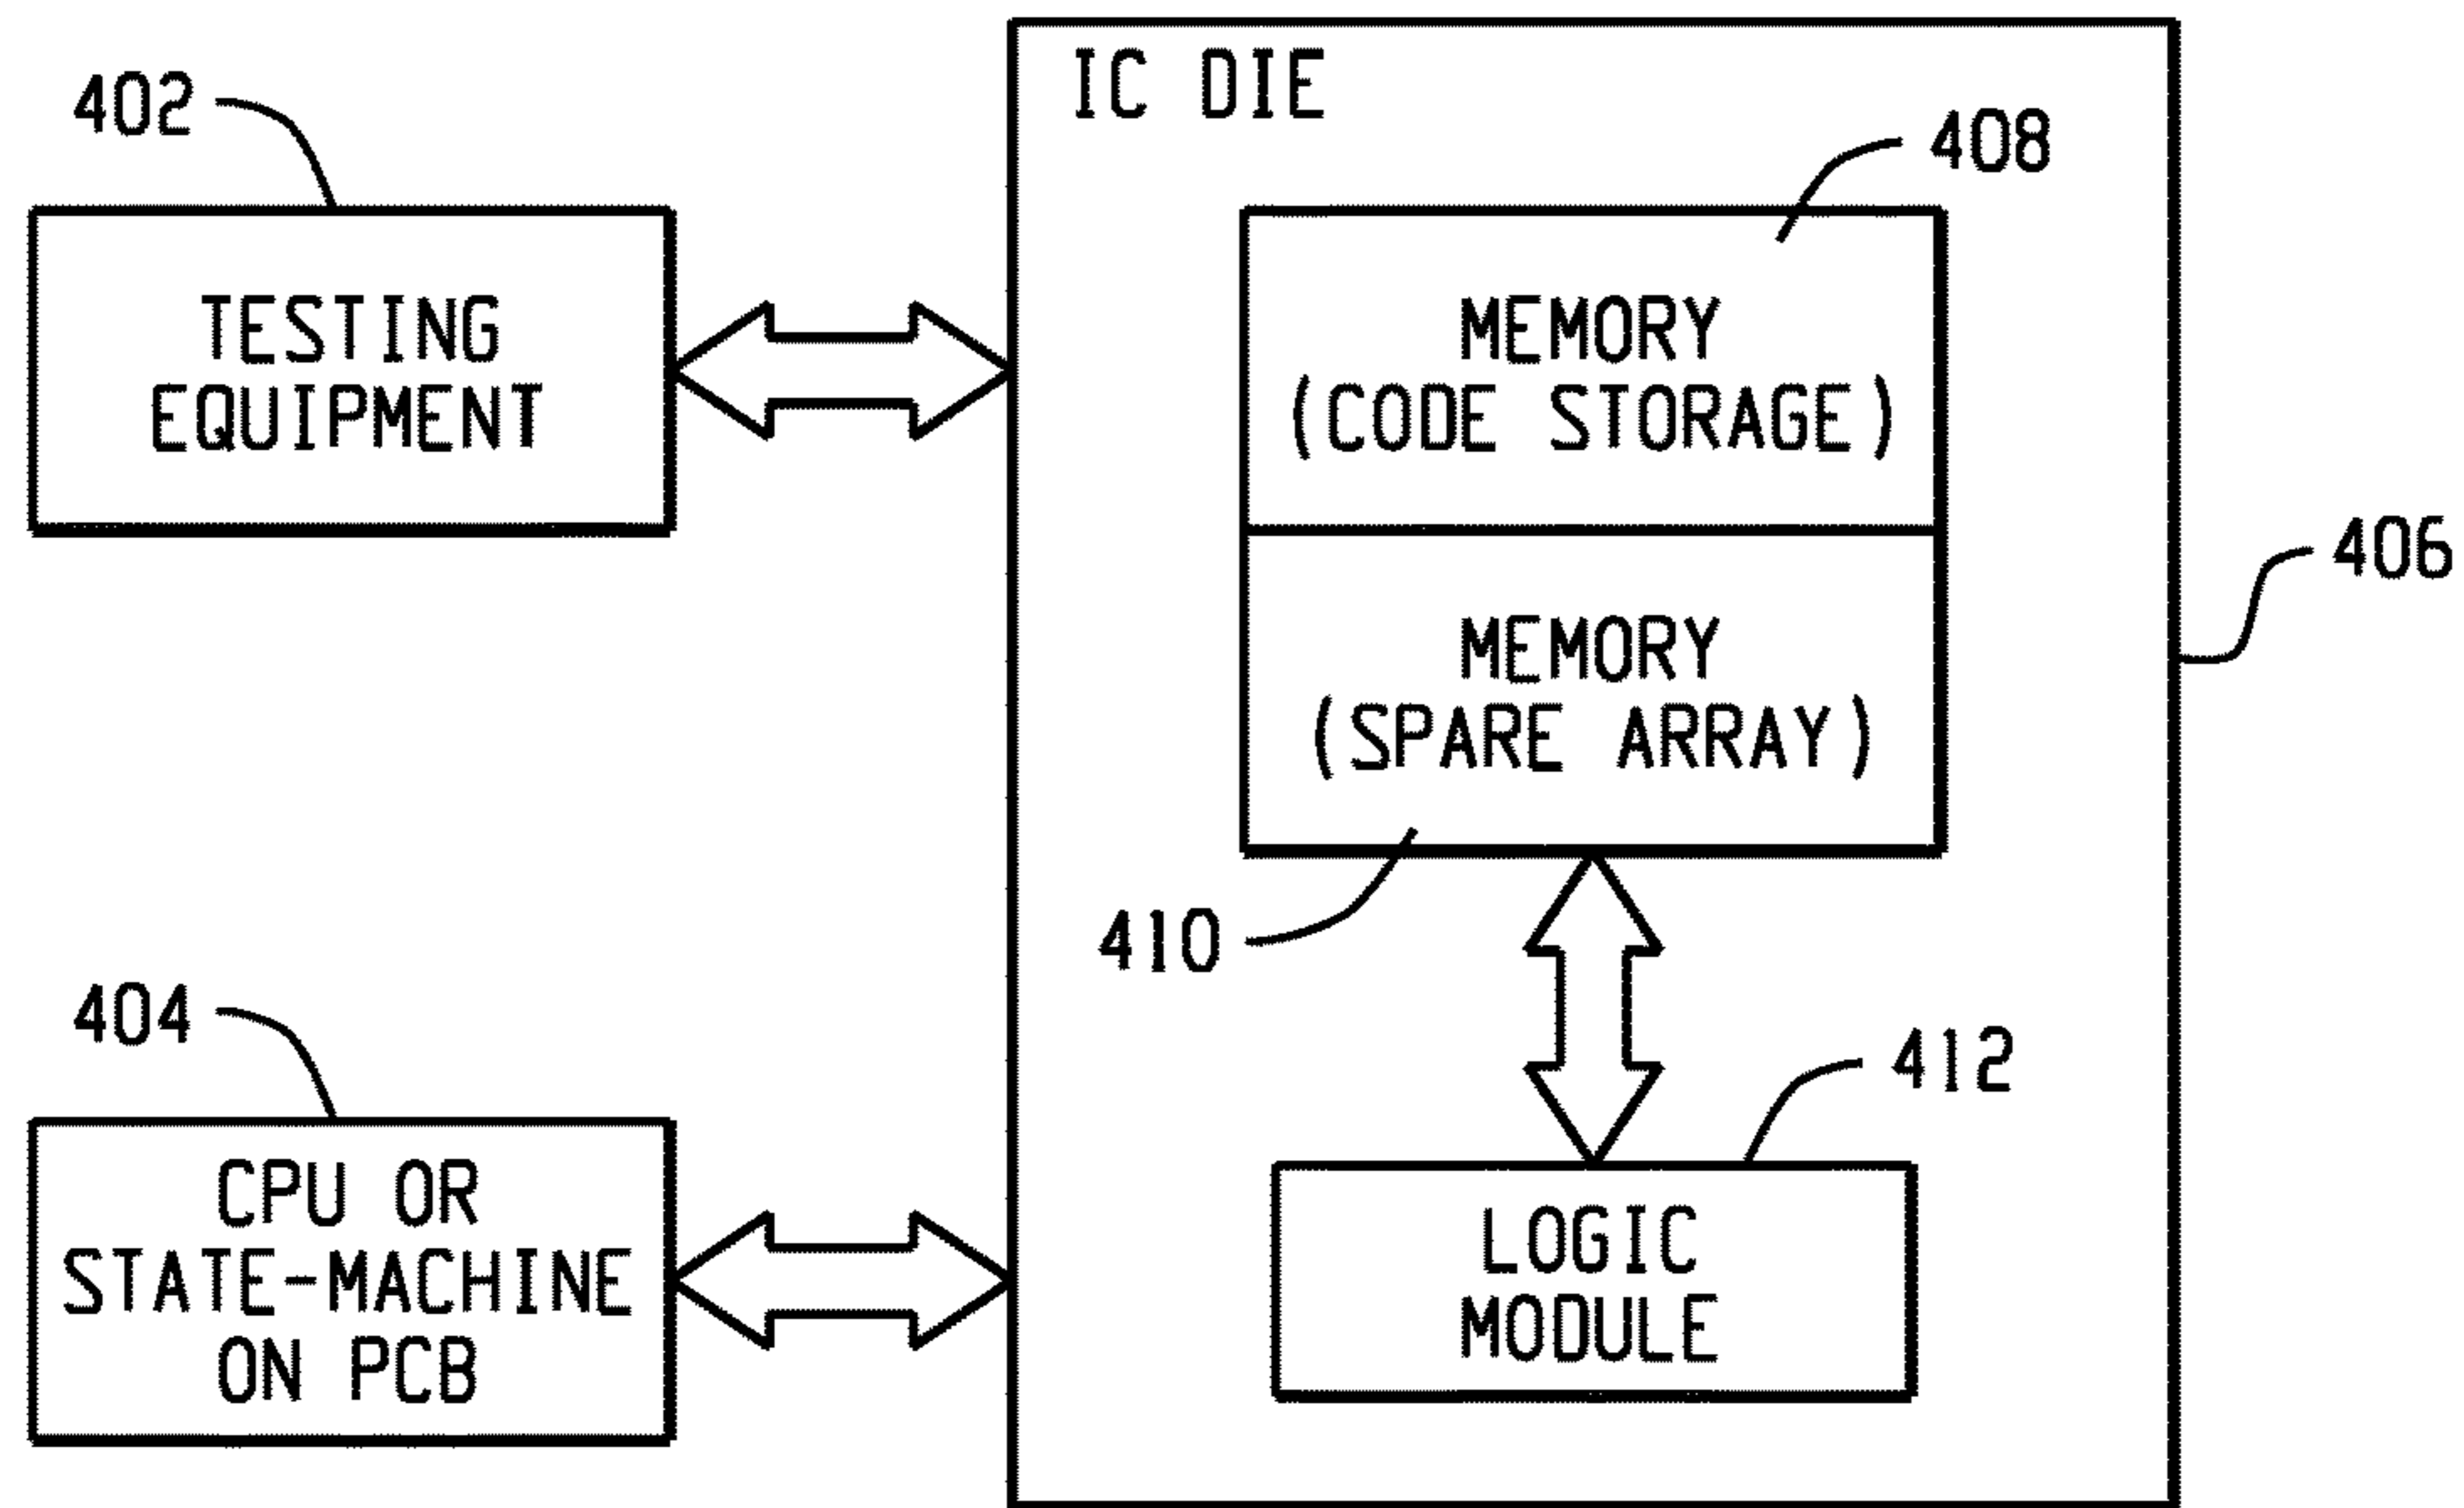 402
TESTING
EQUIPMENT
404
CPU OR
STATE-MACHINE
ON PCB
IC DIE
408
MEMORY
(CODE STORAGE)
MEMORY
(SPARE ARRAY)
410
412
LOGIC
MODULE
406